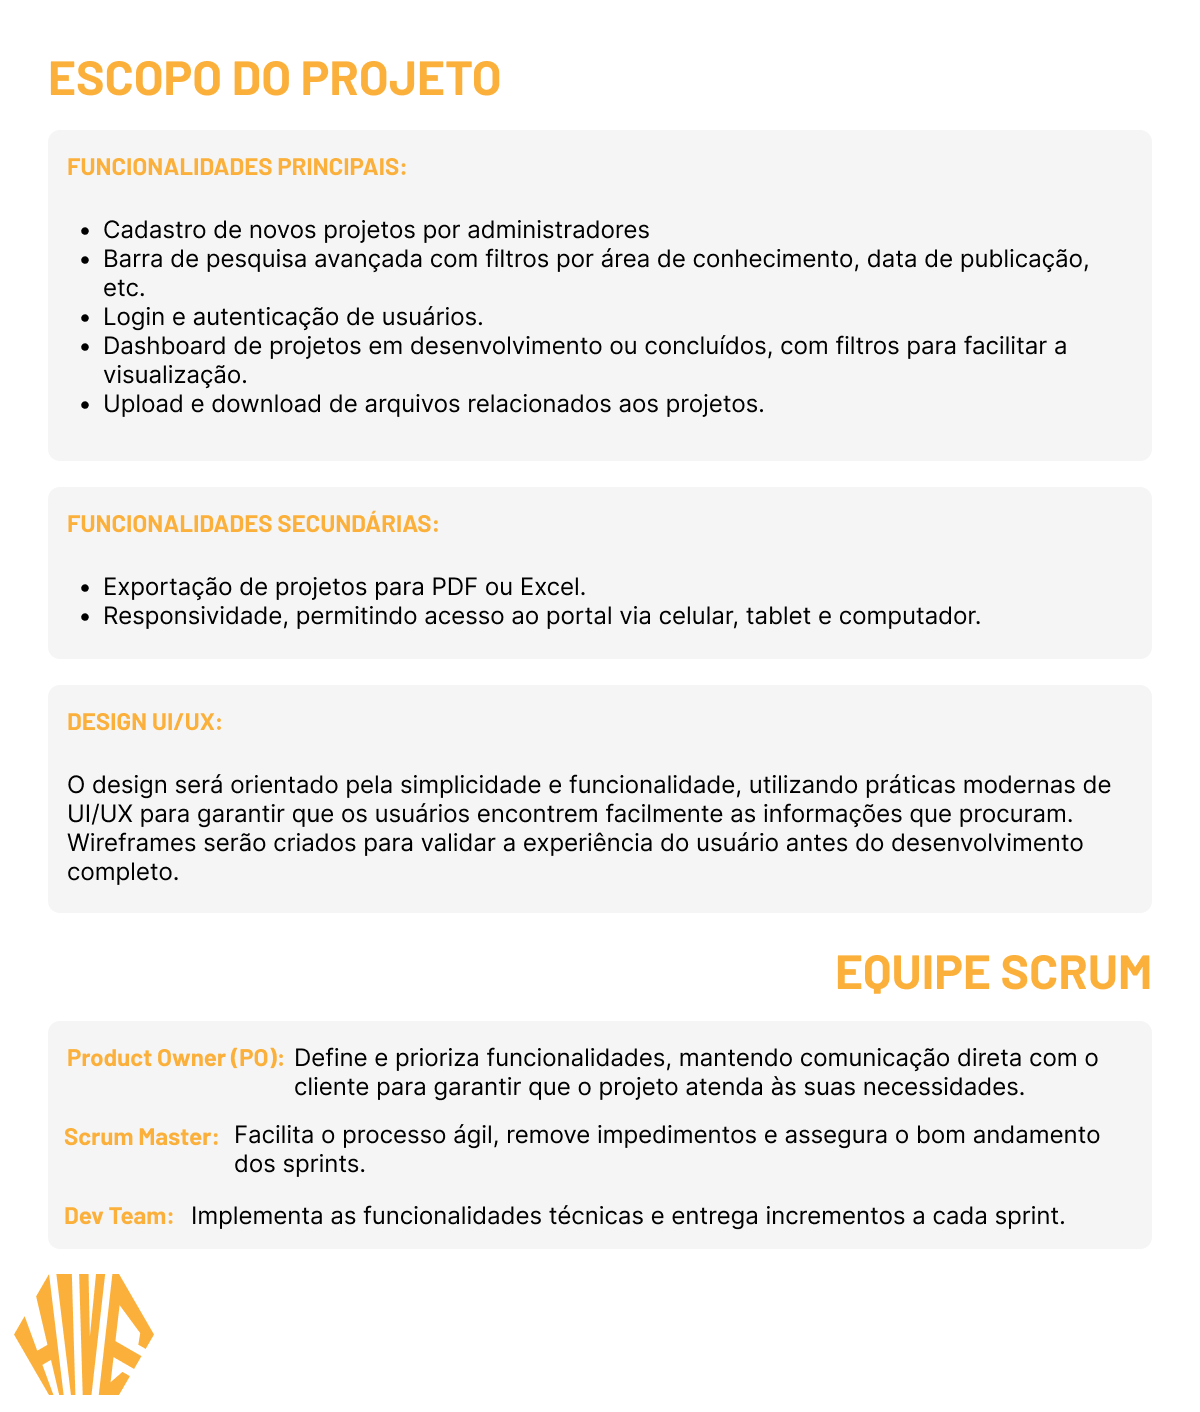 ESCOPO DO PROJETO
FUNCIONALIDADES PRINCIPAIS:
• Cadastro de novos projetos por administradores
• Barra de pesquisa avançada com filtros por área de conhecimento, data de publicação,
etc.
• Login e autenticação de usuários.
• Dashboard de projetos em desenvolvimento ou concluídos, com filtros para facilitar a
visualização.
• Upload e download de arquivos relacionados aos projetos.
FUNCIONALIDADES SECUNDÁRIAS:
• Exportação de projetos para PDF ou Excel.
• Responsividade, permitindo acesso ao portal via celular, tablet e computador.
DESIGN UI/UX:
O design será orientado pela simplicidade e funcionalidade, utilizando práticas modernas de
UI/UX para garantir que os usuários encontrem facilmente as informações que procuram.
Wireframes serão criados para validar a experiência do usuário antes do desenvolvimento
completo.
EQUIPE SCRUM
Product Owner (PO): Define e prioriza funcionalidades, mantendo comunicação direta com o
cliente para garantir que o projeto atenda às suas necessidades.
Scrum Master: Facilita o processo ágil, remove impedimentos e assegura o bom andamento
dos sprints.
Dev Team: Implementa as funcionalidades técnicas e entrega incrementos a cada sprint.
HIVE